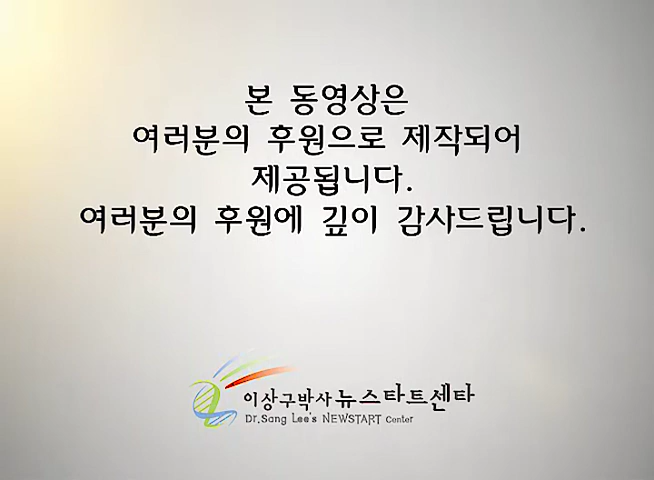 본 동영상은
여러분의 후원으로 제작되어
제공됩니다.
여러분의 후원에 깊이 감사드립니다.
이상구박사 뉴스타트센타
Dr.Sang Lee's NEWSTART Center